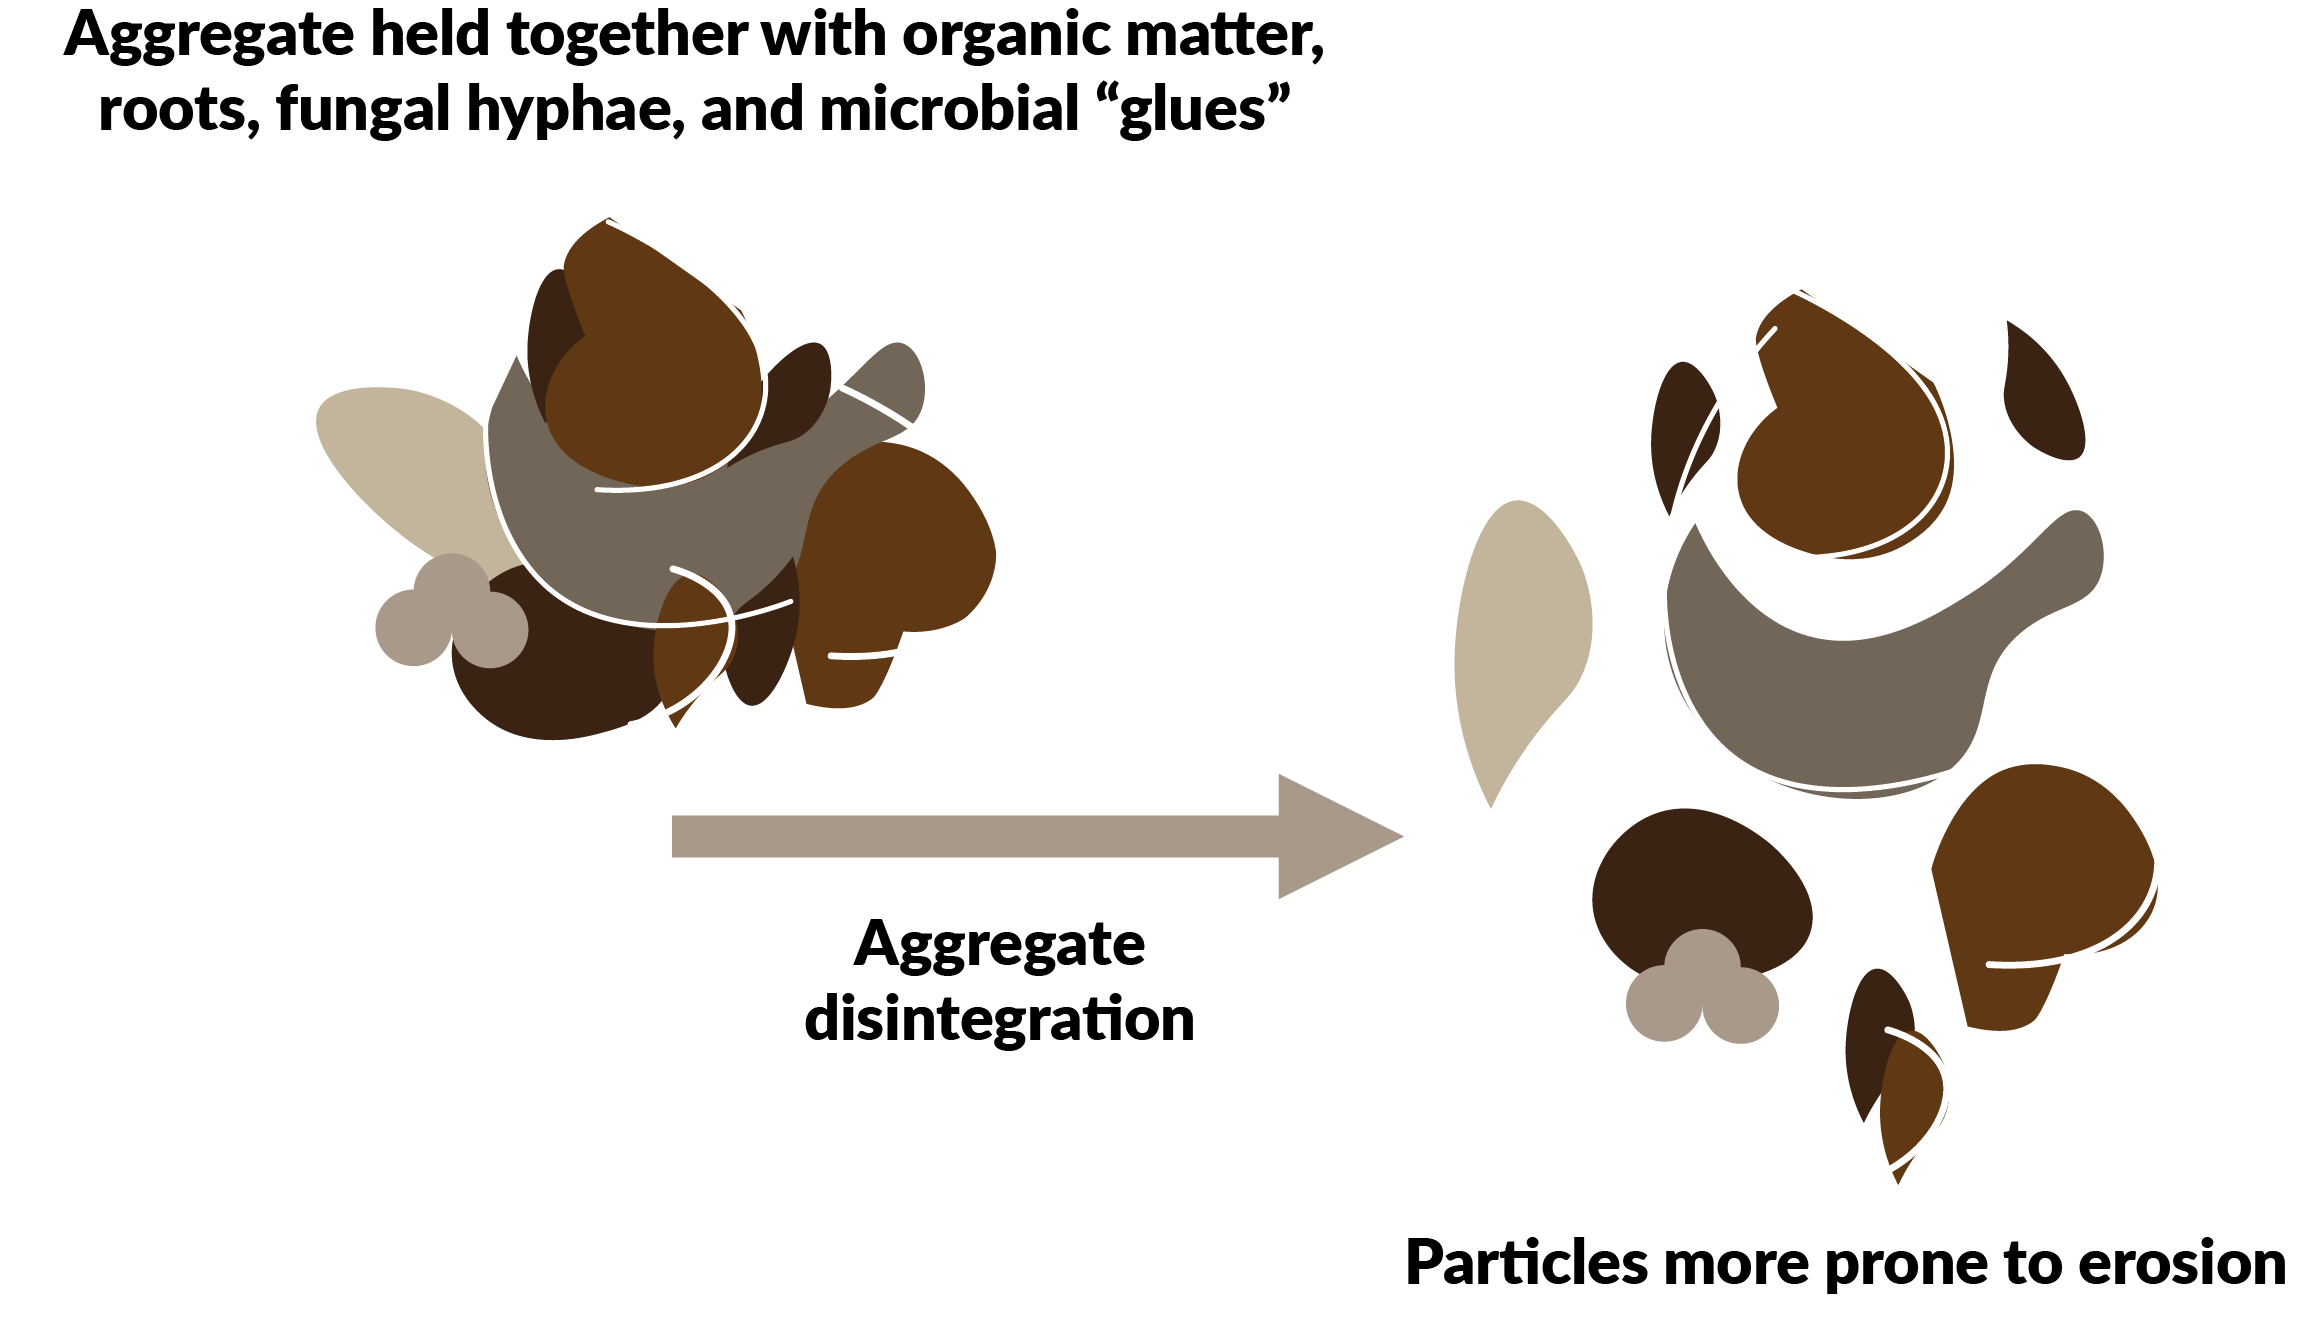 Aggregate held together with organic matter,
roots, fungal hyphae, and microbial “glues”
Aggregate
disintegration
Particles more prone to erosion